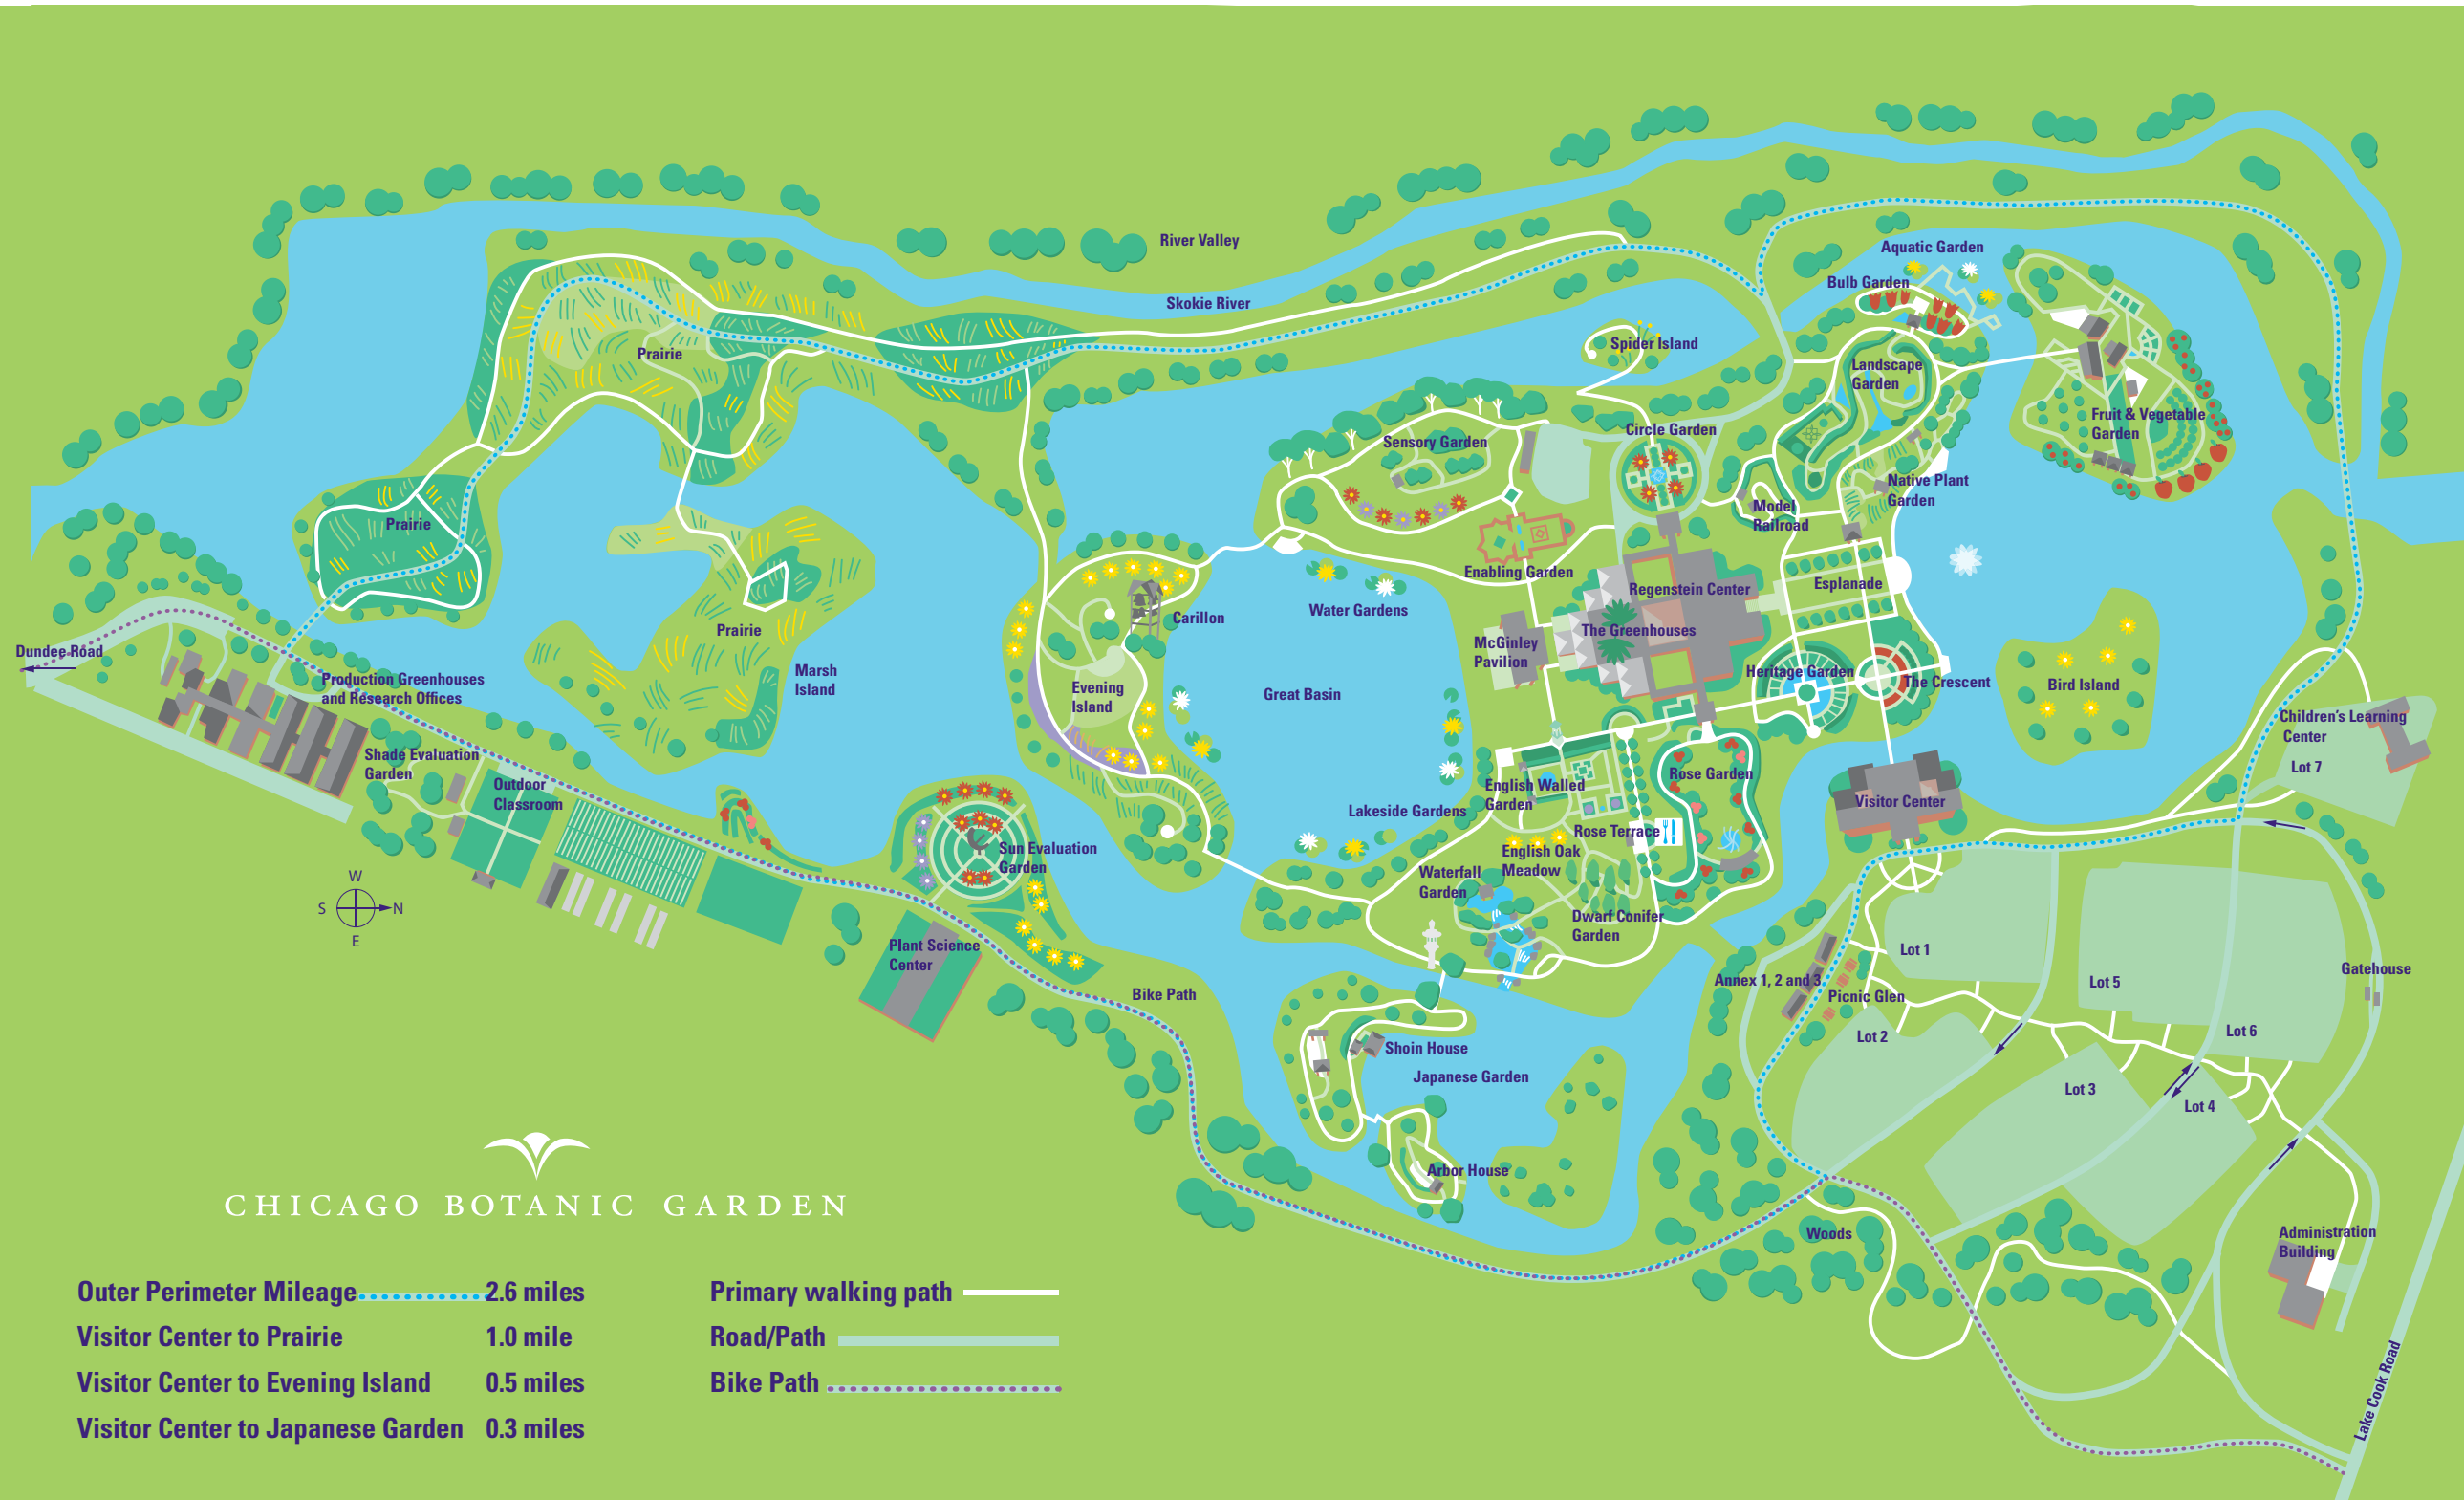 River Valley
Skokie River
Aquatic Garden
Bulb Garden
Spider Island
Prairie
Landscape
Garden
Fruit & Vegetable
Garden
Circle Garden
Sensory Garden
Native Plant
Garden
Model
Railroad
Prairie
Enabling Garden
Regenstein Center
Esplanade
Water Gardens
Carillon
Prairie
The Greenhouses
McGinley
Pavilion
Dundee Road
Marsh
Island
Production Greenhouses
and Research Offices
Evening
Island
Great Basin
Heritage Garden
The Crescent
Bird Island
Children's Learning
Center
Lot 7
Shade Evaluation
Garden
Outdoor
Classroom
English Walled
Garden
Rose Garden
Visitor Center
Lakeside Gardens
Rose Terrace
Sun Evaluation
Garden
English Oak
Meadow
Waterfall
Garden
Dwarf Conifer
Garden
W
S
N
E
Plant Science
Center
Lot 1
Annex 1, 2 and 3
Picnic Glen
Lot 5
Gatehouse
Bike Path
Lot 2
Lot 6
Shoin House
Japanese Garden
Lot 3
Lot 4
Arbor House
Woods
Administration
Building
Lake Cook Road
CHICAGO BOTANIC GARDEN
Outer Perimeter Mileage 2.6 miles
Visitor Center to Prairie 1.0 mile
Visitor Center to Evening Island 0.5 miles
Visitor Center to Japanese Garden 0.3 miles
Primary walking path
Road/Path
Bike Path